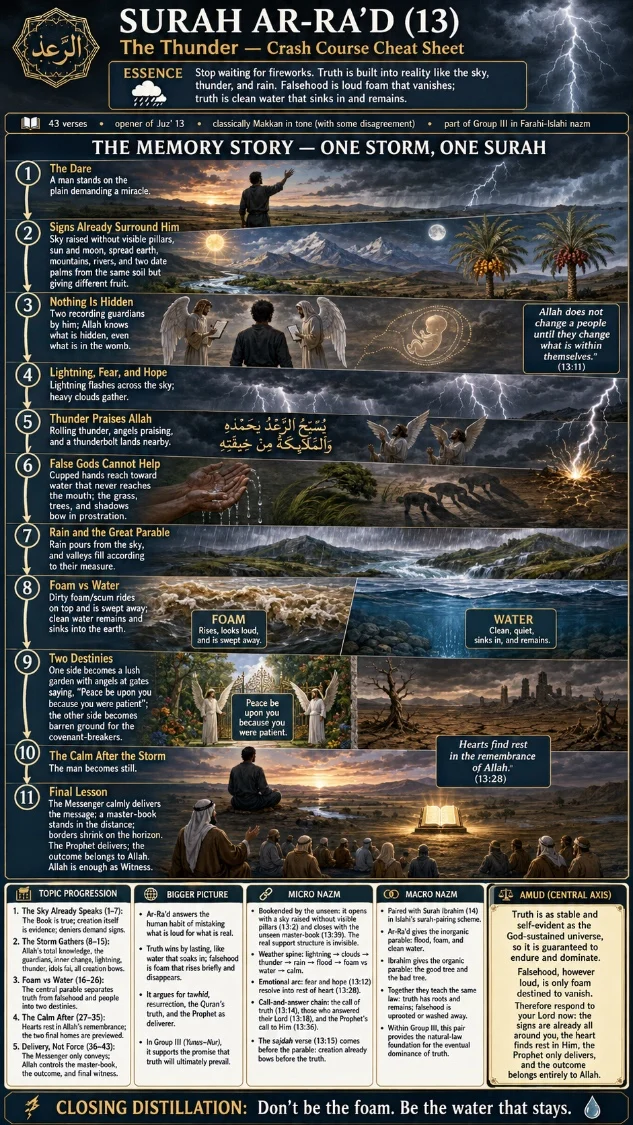 الرَّعْد
SURAH AR-RA'D (13)
The Thunder — Crash Course Cheat Sheet
ESSENCE
Stop waiting for fireworks. Truth is built into reality like the sky,
thunder, and rain. Falsehood is loud foam that vanishes;
truth is clean water that sinks in and remains.
43 verses • opener of Juz' 13 • classically Makkan in tone (with some disagreement) • part of Group III in Farahi-Islahi nazm
THE MEMORY STORY — ONE STORM, ONE SURAH
1
The Dare
A man stands on the
plain demanding a miracle.
2
Signs Already Surround Him
Sky raised without visible pillars,
sun and moon, spread earth,
mountains, rivers, and two date
palms from the same soil but
giving different fruit.
3
Nothing Is Hidden
Two recording guardians
by him; Allah knows
what is hidden, even
what is in the womb.
Allah does not
change a people
until they change
what is within
themselves."
(13:11)
4
Lightning, Fear, and Hope
Lightning flashes across the sky;
heavy clouds gather.
5
Thunder Praises Allah
Rolling thunder, angels praising,
and a thunderbolt lands nearby.
يُسَبِّحُ الرَّعْدُ بِحَمْدِهِ
وَالْمَلَائِكَةُ مِنْ خِيفَتِهِ
6
False Gods Cannot Help
Cupped hands reach toward
water that never reaches
the mouth; the grass,
trees, and shadows
bow in prostration.
7
Rain and the Great Parable
Rain pours from the sky,
and valleys fill according
to their measure.
8
Foam vs Water
Dirty foam/scum rides
on top and is swept away;
clean water remains and
sinks into the earth.
FOAM
Rises, looks loud,
and is swept away.
WATER
Clean, quiet,
sinks in, and remains.
9
Two Destinies
One side becomes a lush
garden with angels at gates
saying, "Peace be upon you
because you were patient";
the other side becomes
barren ground for the
covenant-breakers.
Peace be
upon you
because you
were patient.
10
The Calm After the Storm
The man becomes still.
Hearts find rest
in the remembrance
of Allah."
(13:28)
11
Final Lesson
The Messenger calmly delivers
the message; a master-book
stands in the distance;
borders shrink on the horizon.
The Prophet delivers; the
outcome belongs to Allah.
Allah is enough as Witness.
TOPIC PROGRESSION
1. The Sky Already Speaks (1–7):
The Book is true; creation itself
is evidence; deniers demand signs.
2. The Storm Gathers (8–15):
Allah's total knowledge, the
guardians, inner change, lightning,
thunder, idols fail, all creation bows.
3. Foam vs Water (16–26):
The central parable separates
truth from falsehood and people
into two destinies.
4. The Calm After (27–35):
Hearts rest in Allah's remembrance;
the two final homes are previewed.
5. Delivery, Not Force (36–43):
The Messenger only conveys;
Allah controls the master-book,
the outcome, and final witness.
BIGGER PICTURE
• Ar-Ra'd answers the
human habit of mistaking
what is loud for what is real.
• Truth wins by lasting, like
water that soaks in; falsehood
is foam that rises briefly and
disappears.
• It argues for tawhid,
resurrection, the Quran's
truth, and the Prophet as
deliverer.
• In Group III (Yunus–Nur),
it supports the promise that
truth will ultimately prevail.
MICRO NAZM
• Bookended by the unseen: it opens
with a sky raised without visible
pillars (13:2) and closes with the
unseen master-book (13:39). The
real support structure is invisible.
• Weather spine: lightning → clouds →
thunder → rain → flood → foam vs
water → calm.
• Emotional arc: fear and hope (13:12)
resolve into rest of heart (13:28).
• Call-and-answer chain: the call of
truth (13:14), those who answered
their Lord (13:18), and the Prophet's
call to Him (13:36).
• The sajdah verse (13:15) comes
before the parable: creation already
bows before the truth.
MACRO NAZM
• Paired with Surah Ibrahim (14)
in Islahi's surah-pairing scheme.
• Ar-Ra'd gives the inorganic
parable: flood, foam, and
clean water.
• Ibrahim gives the organic
parable: the good tree and
the bad tree.
• Together they teach the same
law: truth has roots and
remains; falsehood is
uprooted or washed away.
• Within Group III, this pair
provides the natural-law
foundation for the eventual
dominance of truth.
AMUD (CENTRAL AXIS)
Truth is as stable and
self-evident as the
God-sustained universe,
so it is guaranteed to
endure and dominate.
Falsehood, however
loud, is only foam
destined to vanish.
Therefore respond to
your Lord now: the
signs are already all
around you, the heart
finds rest in Him, the
Prophet only delivers,
and the outcome
belongs entirely to Allah.
CLOSING DISTILLATION: Don't be the foam. Be the water that stays.